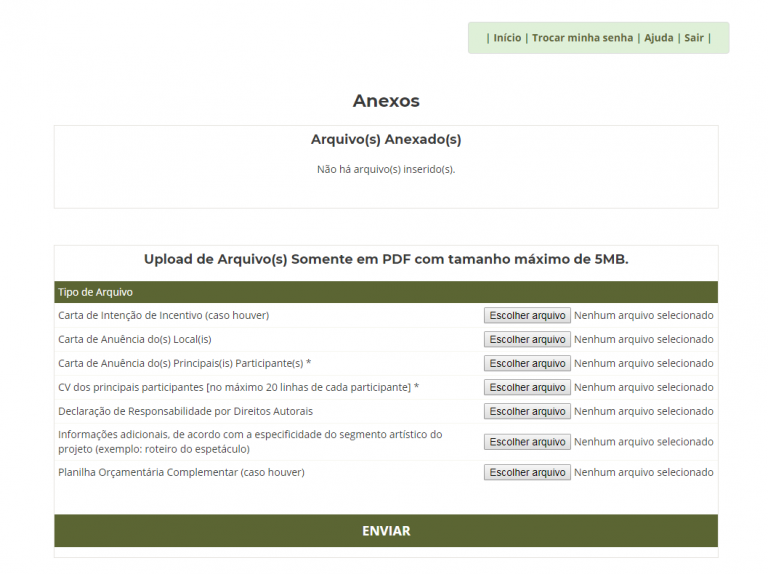 | Início | Trocar minha senha | Ajuda | Sair |
Anexos
Arquivo(s) Anexado(s)
Não há arquivo(s) inserido(s).
Upload de Arquivo(s) Somente em PDF com tamanho máximo de 5MB.
Tipo de Arquivo
Carta de Intenção de Incentivo (caso houver) Escolher arquivo Nenhum arquivo selecionado
Carta de Anuência do(s) Local(is) Escolher arquivo Nenhum arquivo selecionado
Carta de Anuência do(s) Principais(is) Participante(s) * Escolher arquivo Nenhum arquivo selecionado
CV dos principais participantes [no máximo 20 linhas de cada participante] * Escolher arquivo Nenhum arquivo selecionado
Declaração de Responsabilidade por Direitos Autorais Escolher arquivo Nenhum arquivo selecionado
Informações adicionais, de acordo com a especificidade do segmento artístico do
projeto (exemplo: roteiro do espetáculo) Escolher arquivo Nenhum arquivo selecionado
Planilha Orçamentária Complementar (caso houver) Escolher arquivo Nenhum arquivo selecionado
ENVIAR